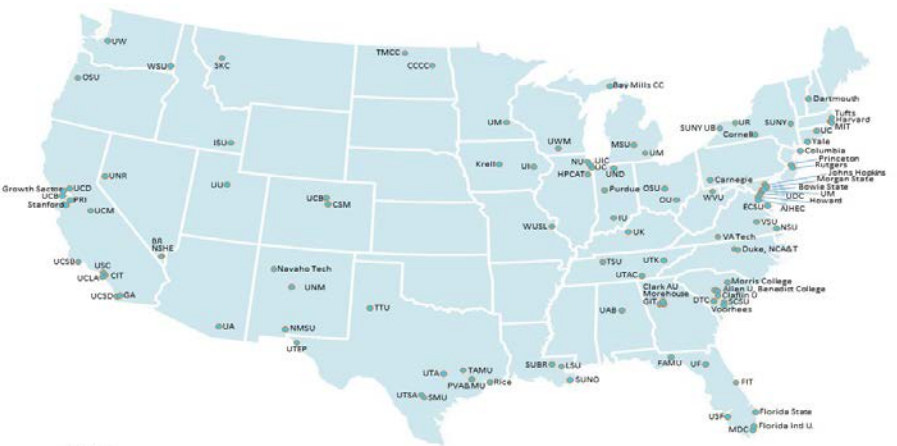 UW
TMCC
CCCC
WSU
SKC
OSU
Bay Mills CC
Dartmouth
Tufts
Harvard
MIT
UM
UR
SUNY
SUNY UB
Cornell
UC
Yale
Columbia
ISU
UWM
MSU
UM
Princeton
Rutgers
Johns Hopkins
Krell
UI
NU
UIC
UC
HPCAT
UND
Carnegie
Morgan State
Bowie State
UNR
UU
Purdue
OSU
OU
WVU
UDC
UM
Howard
Growth Sector
UCD
UCB
PRI
Stanford
UCM
UCB
CSM
ECSU
AIHEC
WUSL
IU
UK
VSU
NSU
VA Tech
Duke, NCA&T
BR
NSHE
UCSB
USC
UCLA
CIT
Navaho Tech
TSU
UTK
UTAC
UCSD
GA
UNM
Clark AU
Morehouse
GIT
Morris College
Allen U, Benedict College
Claflin U
DTC
SCSU
Voorhees
TTU
UAB
UA
NMSU
UTEP
SUBR
LSU
FAMU
UF
UTA
TAMU
PVA&MU
Rice
SUNO
FIT
UTSA
SMU
USF
Florida State
MDC
Florida Intl U.